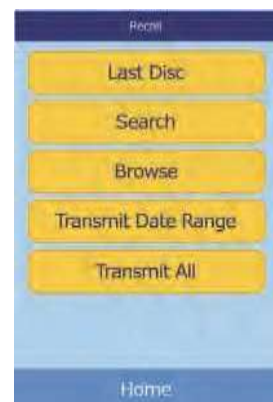 Recall
Last Disc
Search
Browse
Transmit Date Range
Transmit All
Home